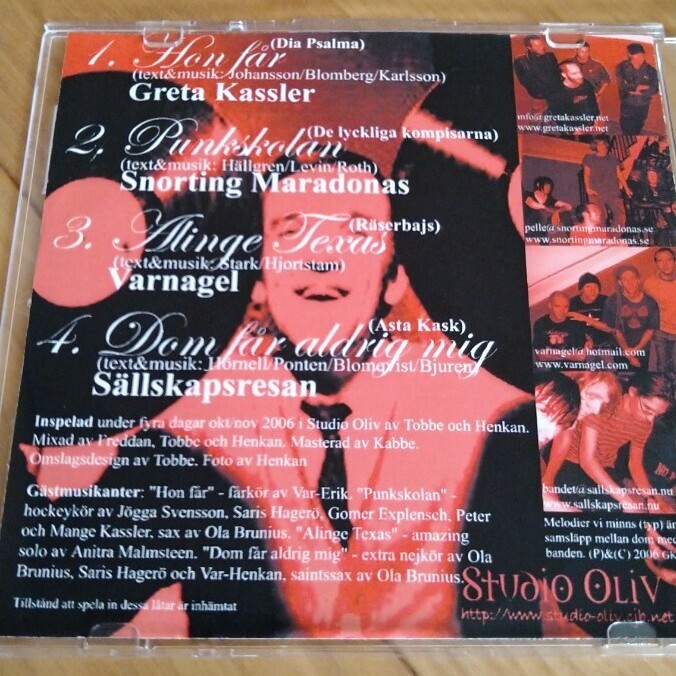 1. Hon får (Dia Psalma)
(text&musik: Johansson/Blomberg/Karlsson)
Greta Kassler
2, Punkskolan (De lyckliga kompisarna)
(text&musik: Hällgren/Levin/Roth)
Snorting Maradonas
3. Alinge Texas (Räserbajs)
(text&musik: Stark/Hjortstam)
Varnagel
4. Dom får aldrig mig (Asta Kask)
(text&musik: Hörnell/Ponten/Blomqvist/Bjuren)
Sällskapsresan
Inspelad under fyra dagar okt/nov 2006 i Studio Oliv av Tobbe och Henkan.
Mixad av Freddan, Tobbe och Henkan. Masterad av Kabbe.
Omslagsdesign av Tobbe. Foto av Henkan
Gästmusikanter: "Hon får" - fårkör av Var-Erik. "Punkskolan" -
hockeykör av Jögga Svensson, Saris Hagerö, Gomer Explensch, Peter
och Mange Kassler, sax av Ola Brunius. "Alinge Texas" - amazing
solo av Anitra Malmsteen. "Dom får aldrig mig" - extra nejkör av Ola
Brunius, Saris Hagerö och Var-Henkan, saintssax av Ola Brunius.
Tillstånd att spela in dessa låtar är inhämtat
info@gretakassler.net
www.gretakassler.net
pelle@snortingmaradonas.se
www.snortingmaradonas.se
varnagel@hotmail.com
www.varnagel.com
bandet@sallskapsresan.nu
www.sallskapsresan.nu
Melodier vi minns (typ) är
samsläpp mellan dom me
banden. (P)&(C) 2006 GK
Studio Oliv
http://www.studio-oliv.cjb.net